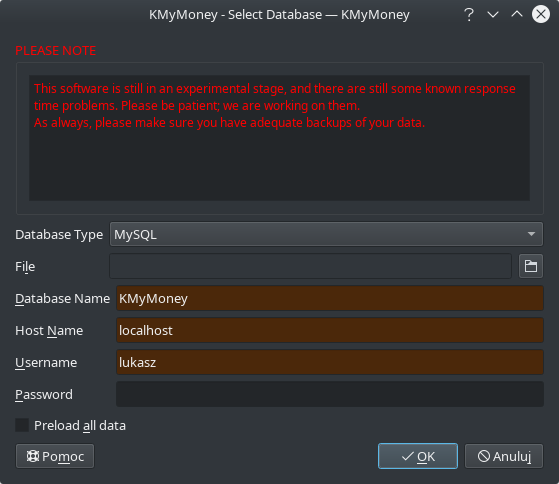 KMyMoney - Select Database — KMyMoney
PLEASE NOTE
This software is still in an experimental stage, and there are still some known response
time problems. Please be patient; we are working on them.
As always, please make sure you have adequate backups of your data.
Database Type MySQL
File
Database Name KMyMoney
Host Name localhost
Username lukasz
Password
Preload all data
Pomoc OK Anuluj